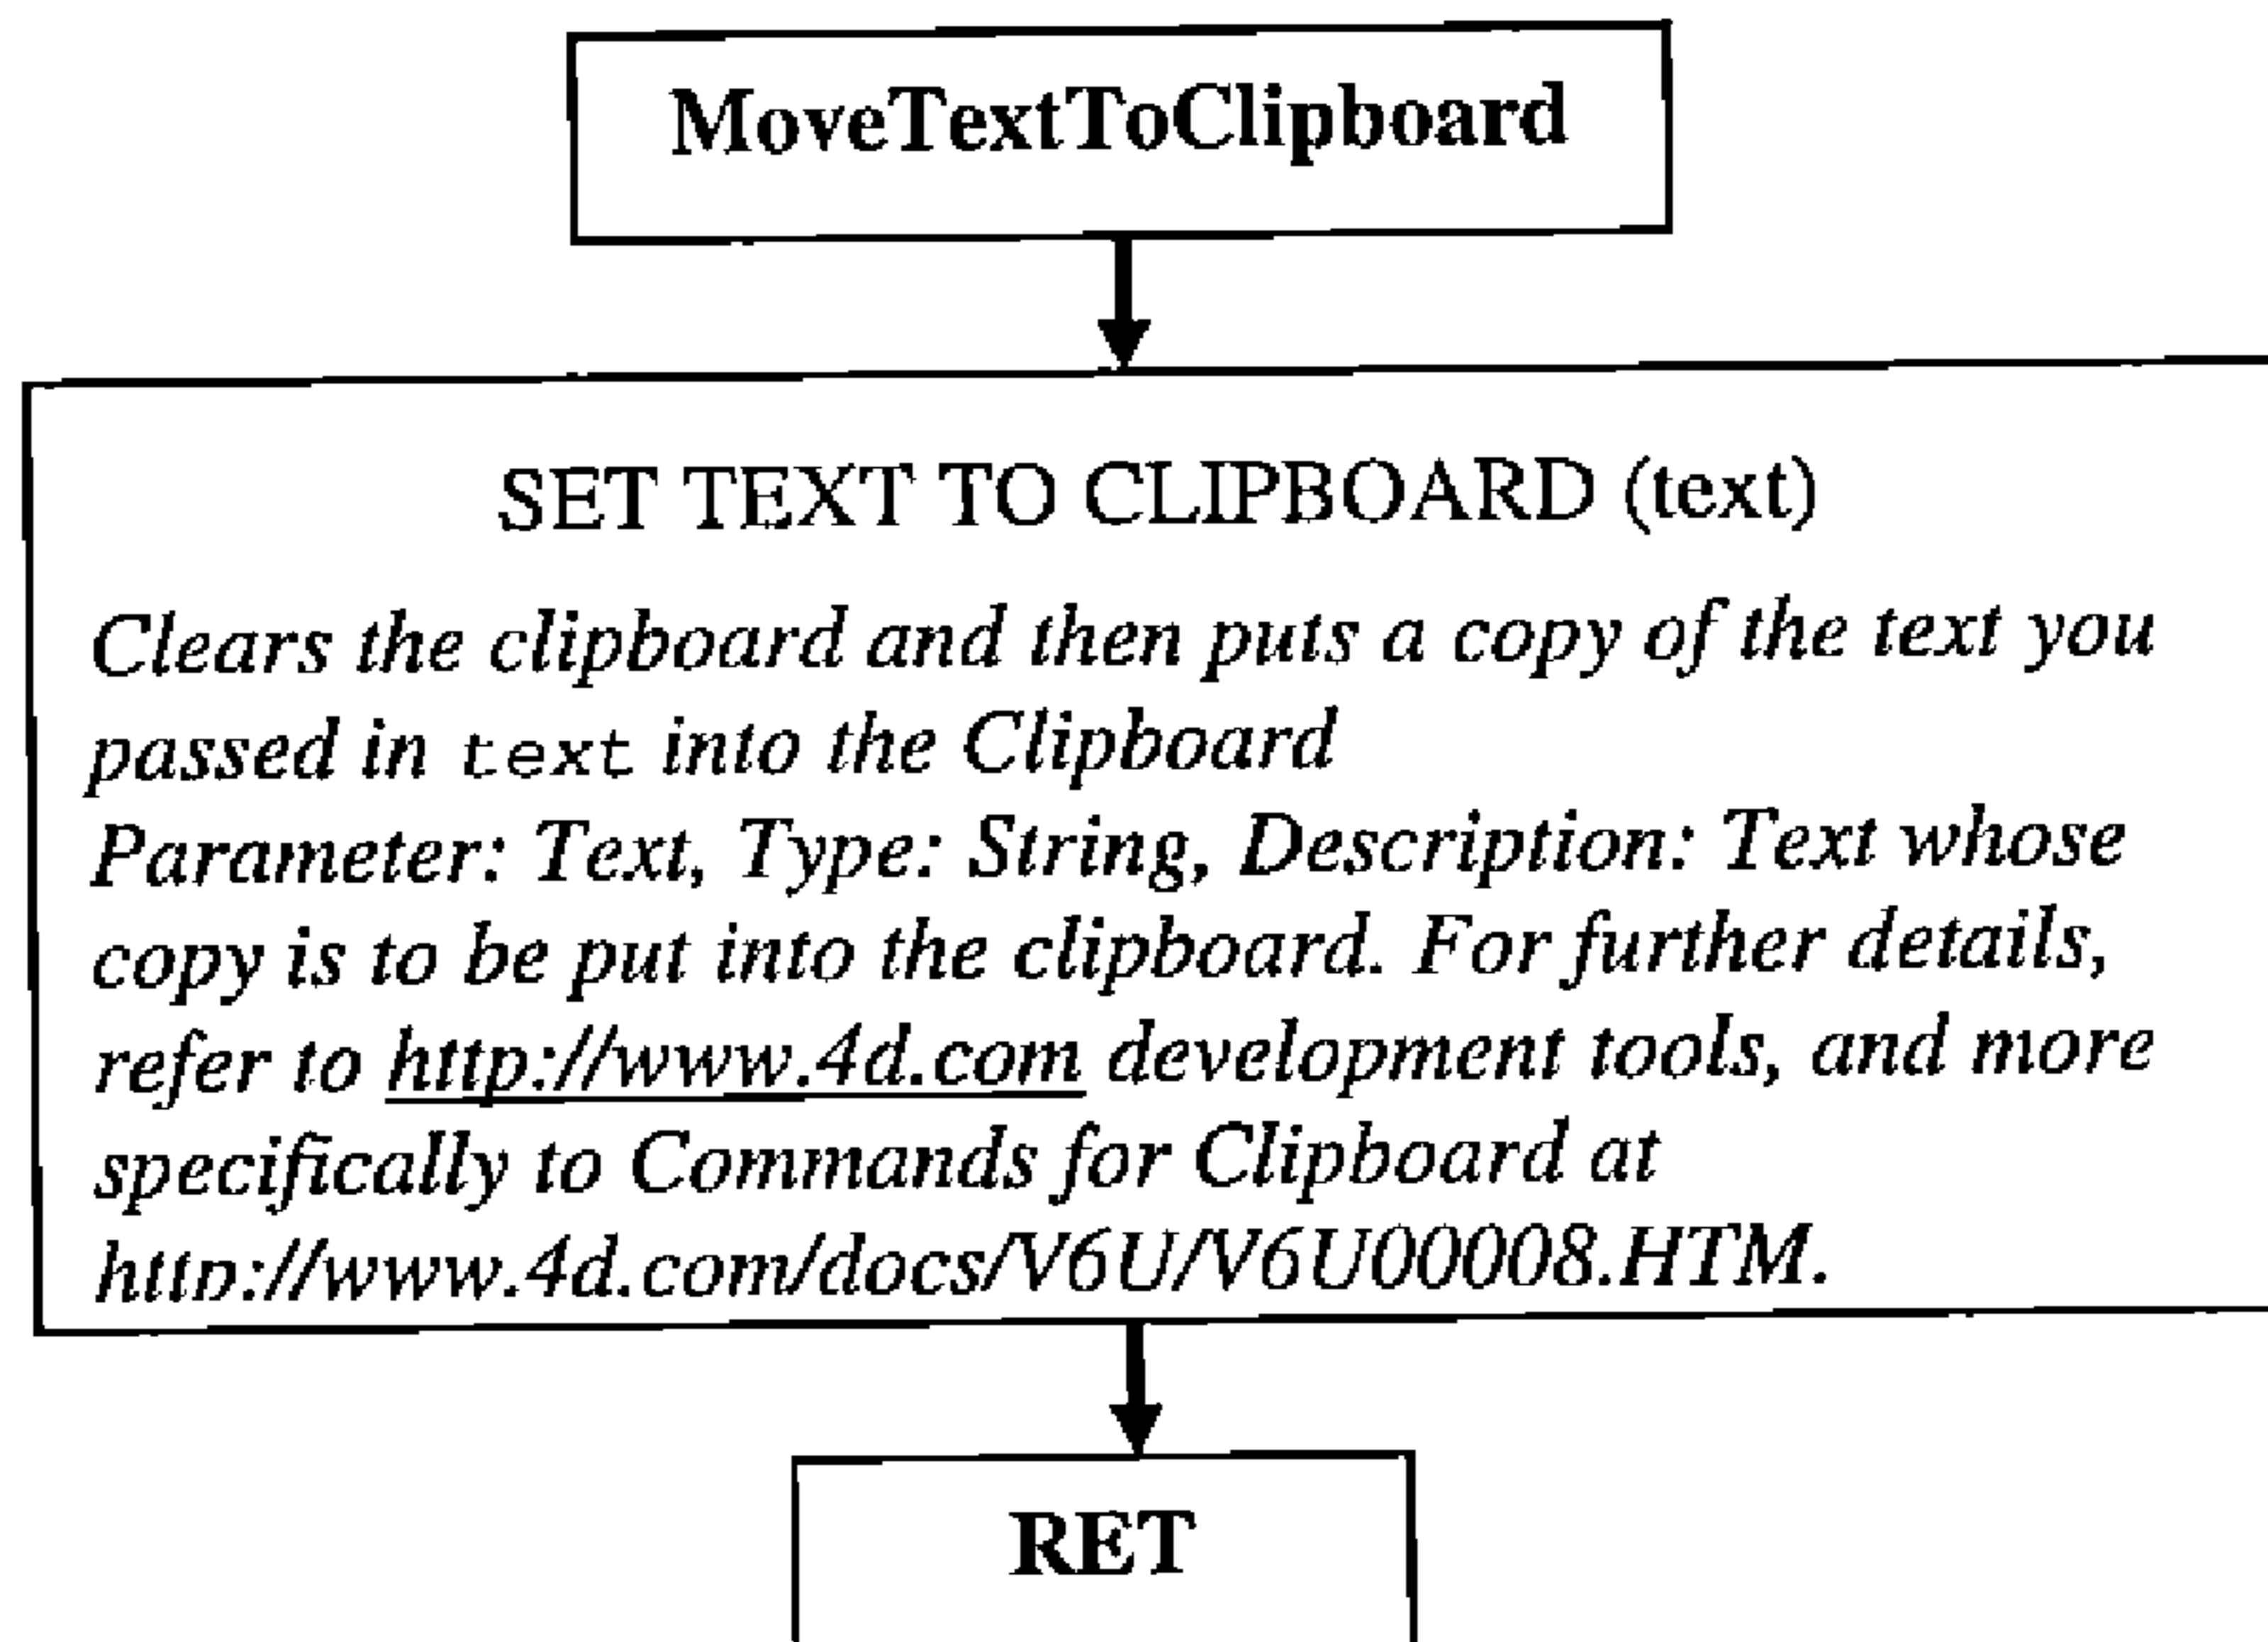 MoveTextToClipboard
SET TEXT TO CLIPBOARD (text)
Clears the clipboard and then puts a copy of the text you
passed in text into the Clipboard
Parameter: Text, Type: String, Description: Text whose
copy is to be put into the clipboard. For further details,
refer to http://www.4d.com development tools, and more
specifically to Commands for Clipboard at
http://www.4d.com/docs/V6U/V6U00008.HTM.
RET